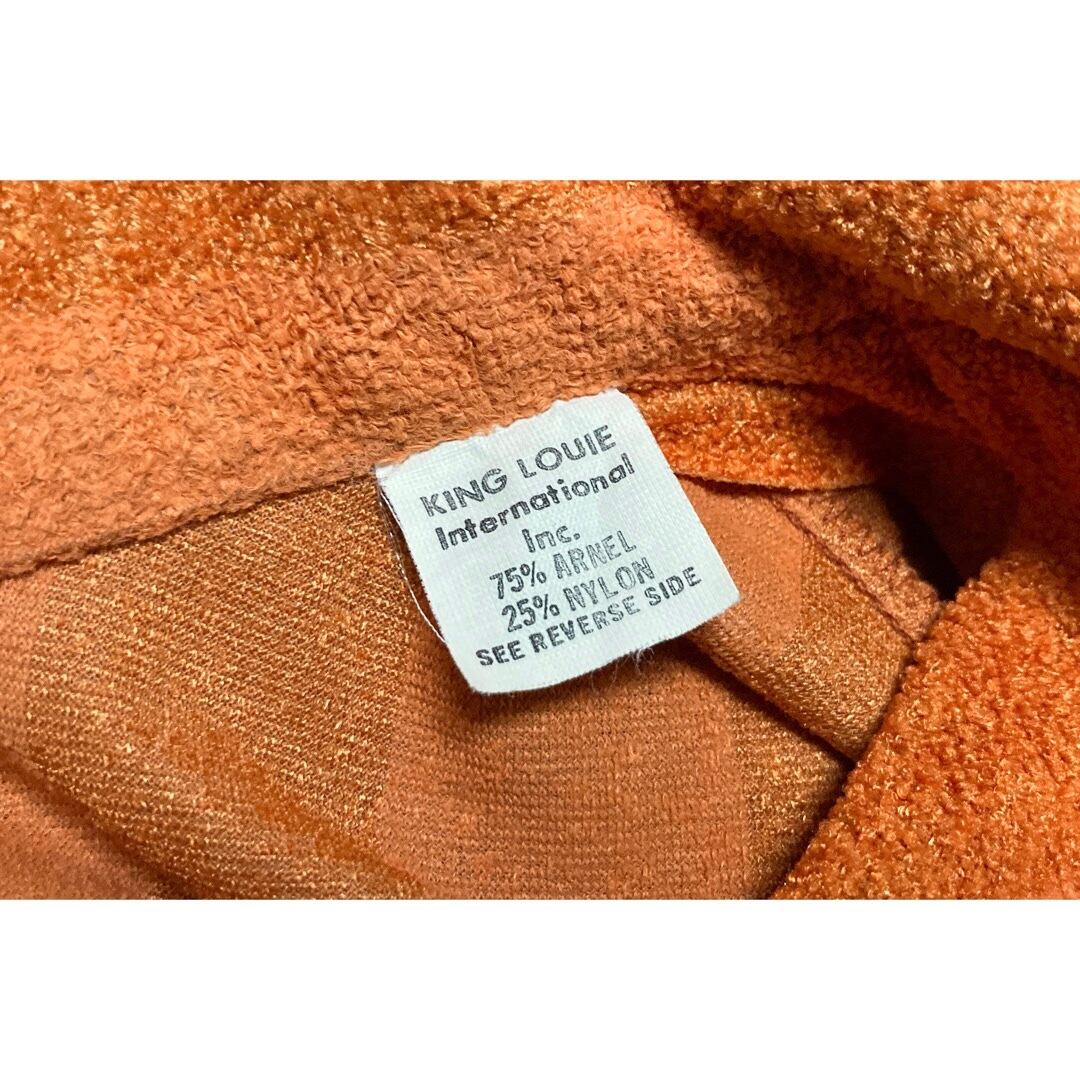 KING LOUIE
International
Inc.
75% ARNEL
25% NYLON
SEE REVERSE SIDE